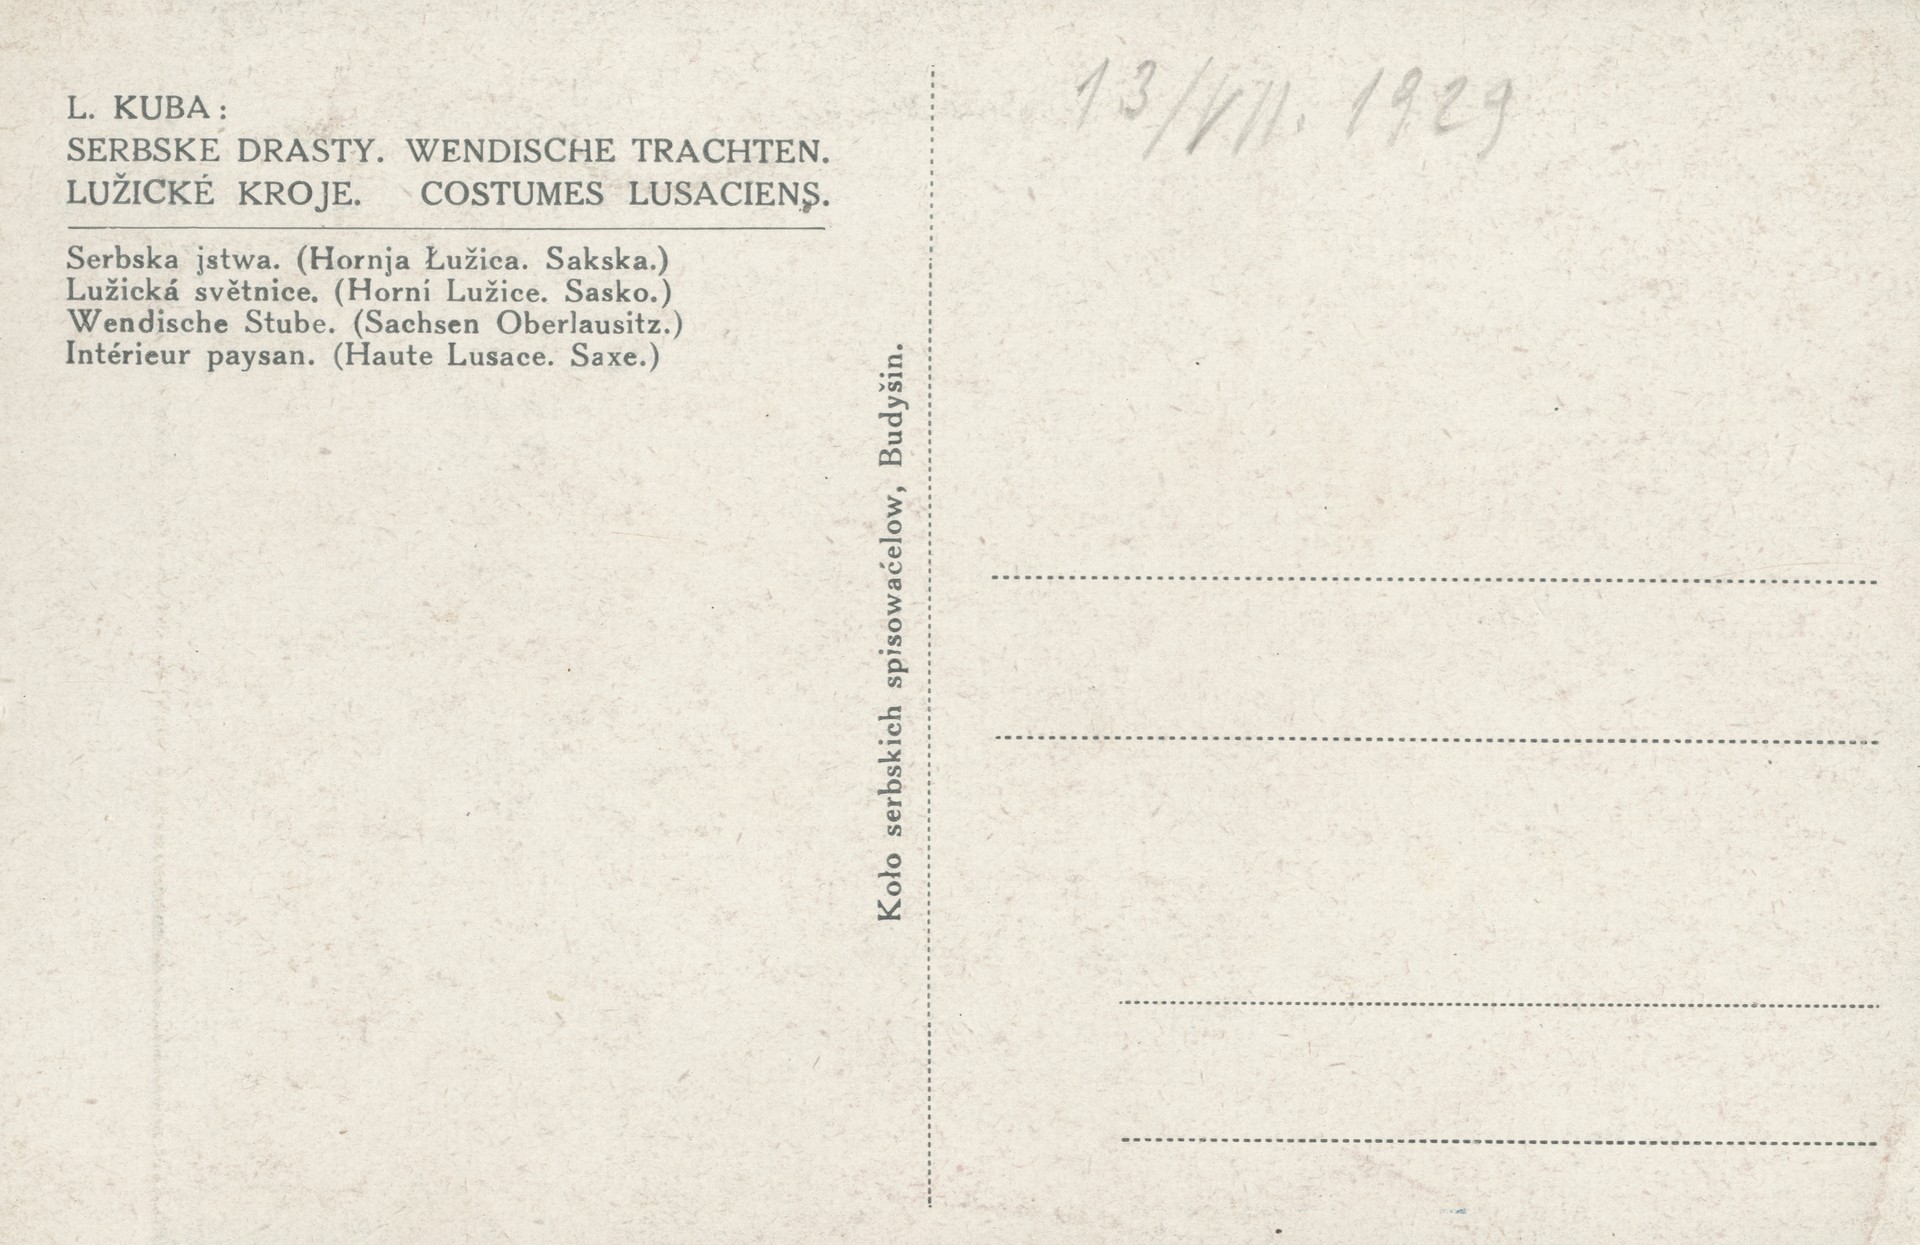 L. KUBA:
SERBSKE DRASTY. WENDISCHE TRACHTEN.
LUŽICKÉ KROJE. COSTUMES LUSACIENS.
Serbska jstwa. (Hornja Łužica. Sakska.)
Lužická světnice. (Horní Lužice. Sasko.)
Wendische Stube. (Sachsen Oberlausitz.)
Intérieur paysan. (Haute Lusace. Saxe.)
Koło serbskich spisowaćelow, Budyšin.
13/VII. 1929